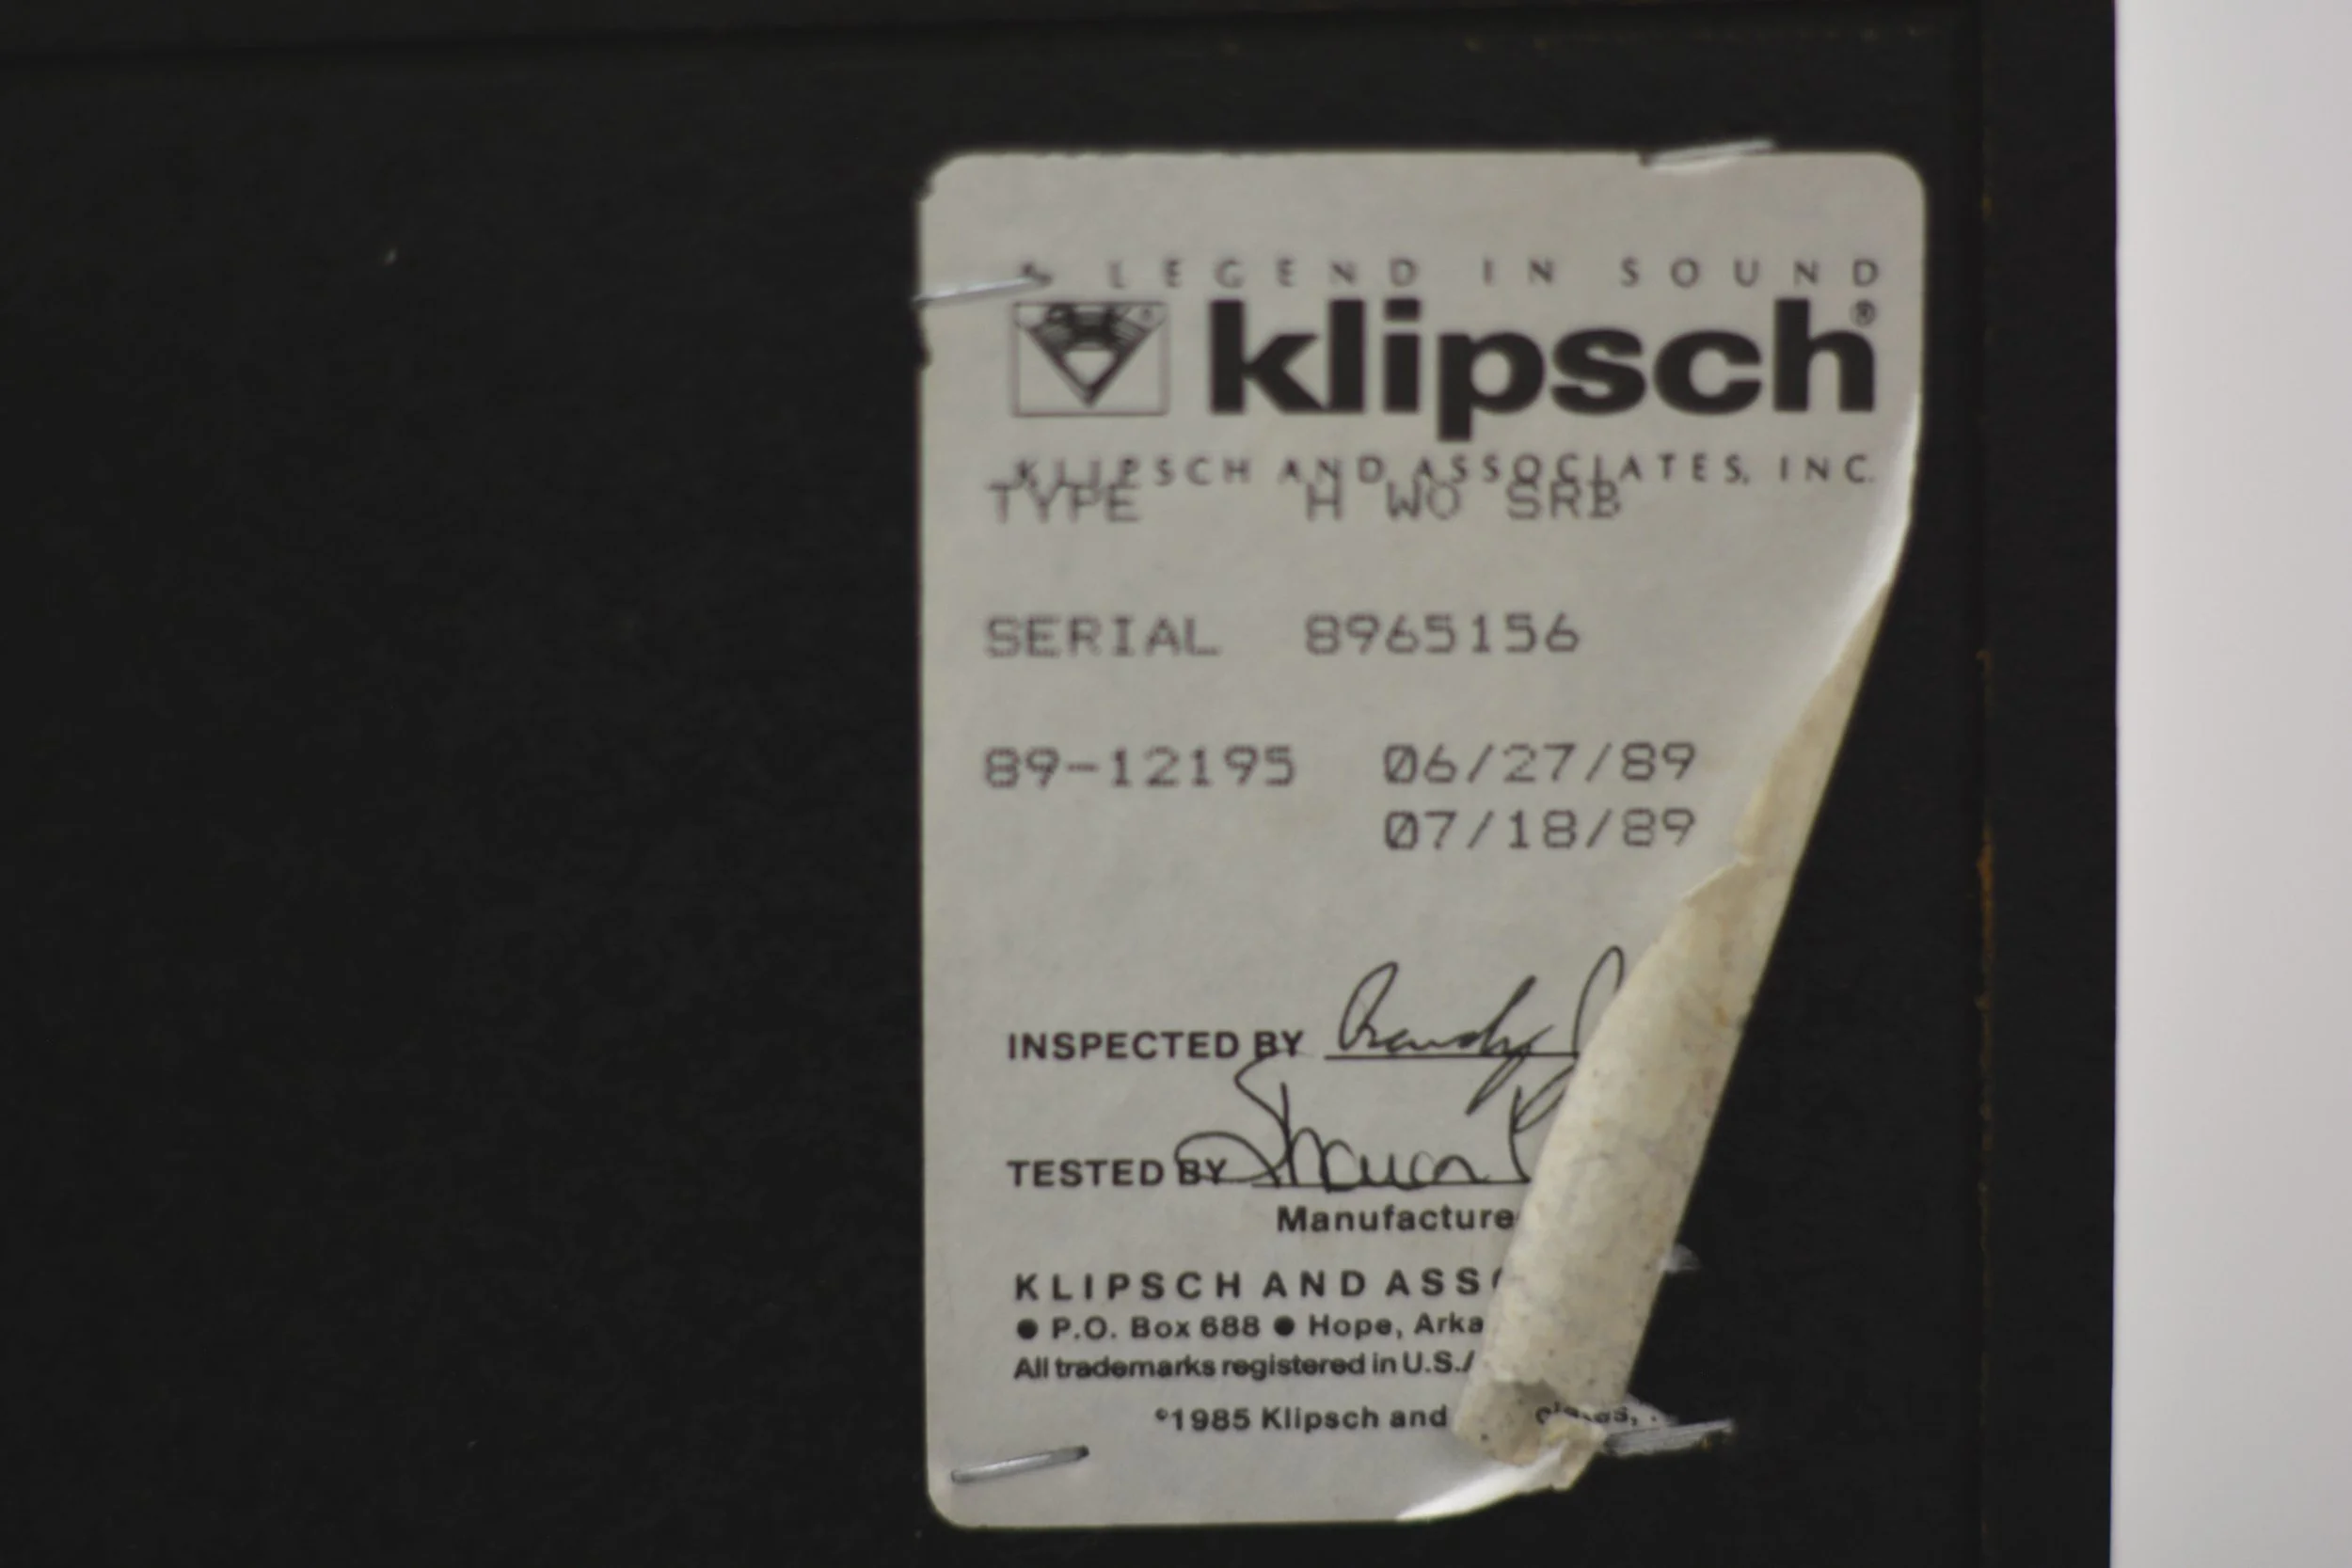 A LEGEND IN SOUND
klipsch®
KLIPSCH AND ASSOCIATES, INC.
TYPE H WO SRB
SERIAL 8965156
89-12195 06/27/89
07/18/89
INSPECTED BY
TESTED BY Sharon
Manufacture
KLIPSCH AND ASSO
● P.O. Box 688 ● Hope, Arka
All trademarks registered in U.S.
©1985 Klipsch and